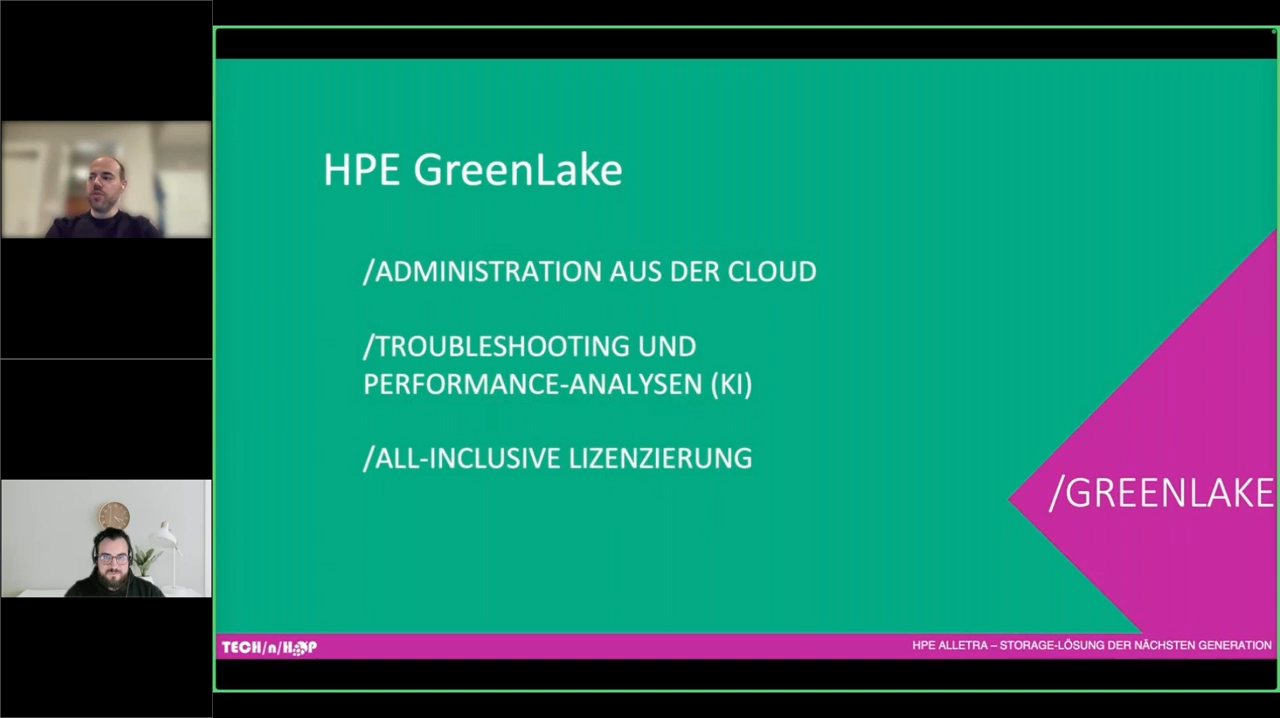 HPE GreenLake
/ADMINISTRATION AUS DER CLOUD
/TROUBLESHOOTING UND
PERFORMANCE-ANALYSEN (KI)
/ALL-INCLUSIVE LIZENZIERUNG
/GREENLAKE
TECH/n/HOP
HPE ALLETRA – STORAGE-LÖSUNG DER NÄCHSTEN GENERATION